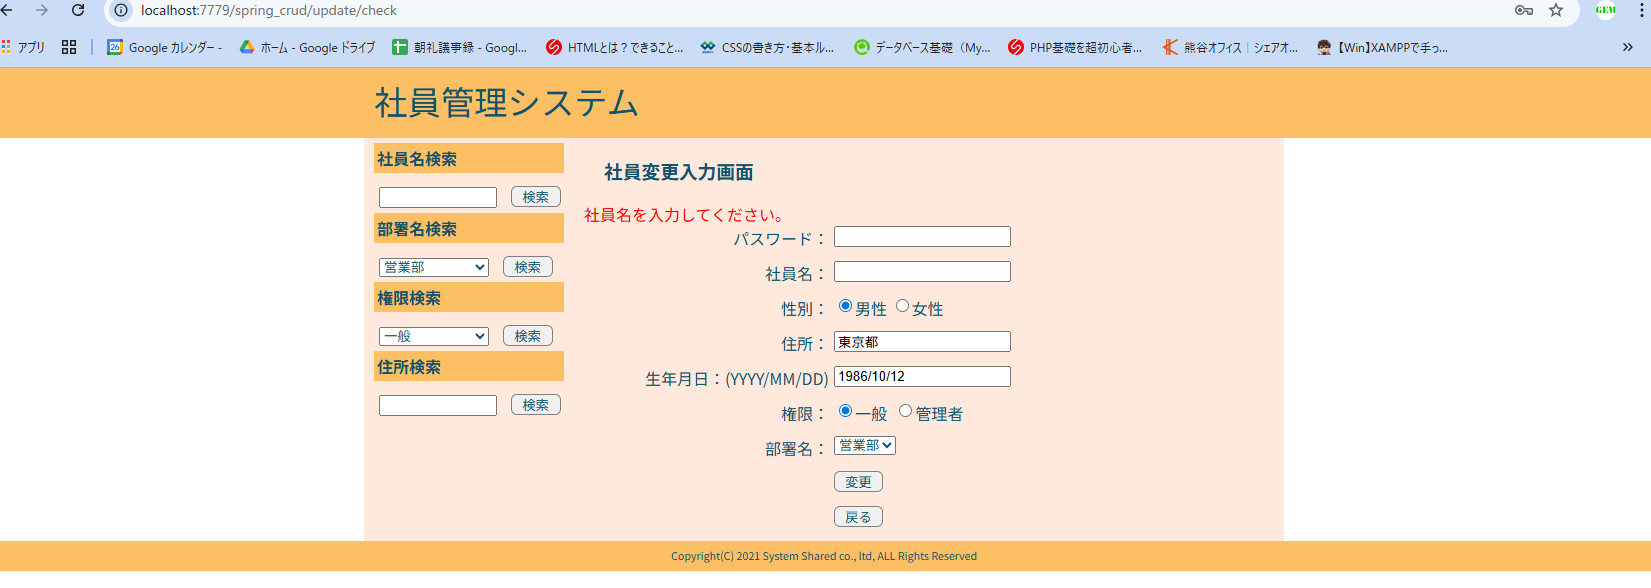 localhost:7779/spring_crud/update/check
GEM
アプリ
26
Google カレンダー -
ホーム - Google ドライブ
朝礼議事録 - Googl...
HTMLとは？できること...
CSSの書き方・基本ル...
データベース基礎（My...
PHP基礎を超初心者...
熊谷オフィス｜シェアオ...
【Win】XAMPPで手っ...
社員管理システム
社員名検索
検索
部署名検索
営業部 検索
権限検索
一般 検索
住所検索
検索
社員変更入力画面
社員名を入力してください。
パスワード：
社員名：
性別： 男性 女性
住所： 東京都
生年月日：(YYYY/MM/DD) 1986/10/12
権限： 一般 管理者
部署名： 営業部
変更
戻る
Copyright(C) 2021 System Shared co., ltd, ALL Rights Reserved